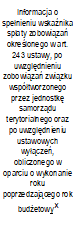 Informacja o
spełnieniu wskaźnika
spłaty zobowiązań
określonego w art.
243 ustawy, po
uwzględnieniu
zobowiązań związku
współtworzonego
przez jednostkę
samorządu
terytorialnego oraz
po uwzględnieniu
ustawowych
wyłączeń,
obliczonego w
oparciu o wykonanie
roku
poprzedzającego rok
budżetowyˣ